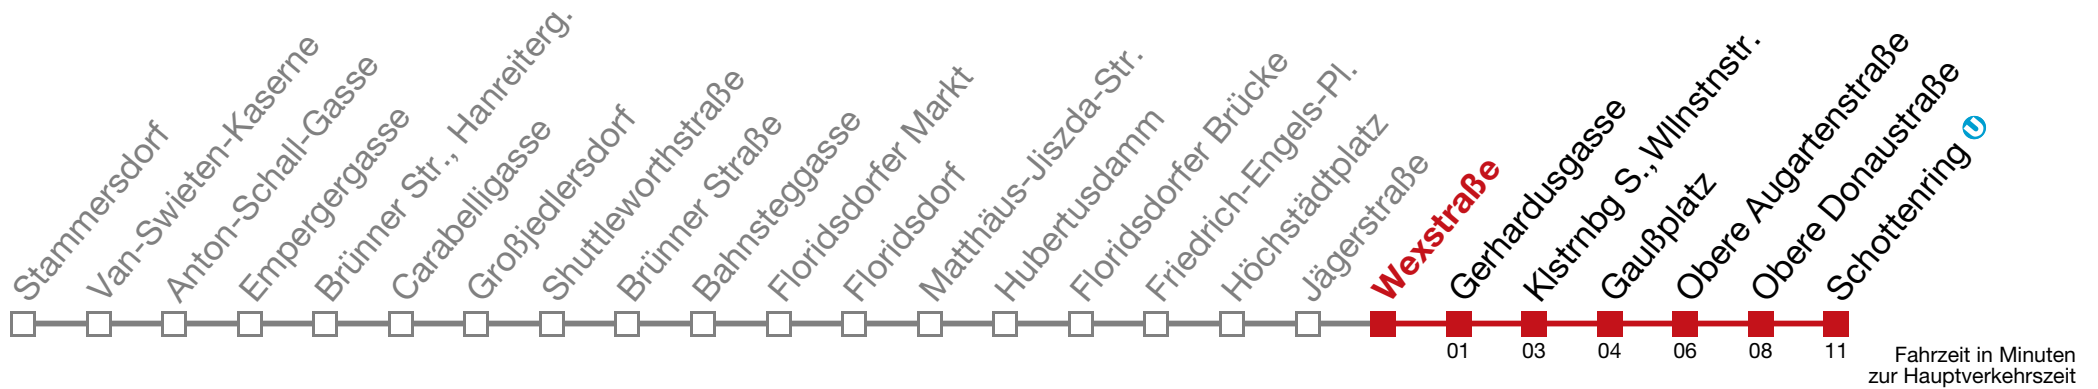 Stammersdorf
Van-Swieten-Kaserne
Anton-Schall-Gasse
Empergergasse
Brünner Str., Hanreiterg.
Carabelligasse
Großjedlersdorf
Shuttleworthstraße
Brünner Straße
Bahnsteggasse
Floridsdorfer Markt
Floridsdorf
Matthäus-Jiszda-Str.
Hubertusdamm
Floridsdorfer Brücke
Friedrich-Engels-Pl.
Höchstädtplatz
Jägerstraße
Wexstraße
Gerhardusgasse
Klstrnbg S.,Wllnstnstr.
Gaußplatz
Obere Augartenstraße
Obere Donaustraße
Schottenring U
01 03 04 06 08 11
Fahrzeit in Minuten
zur Hauptverkehrszeit